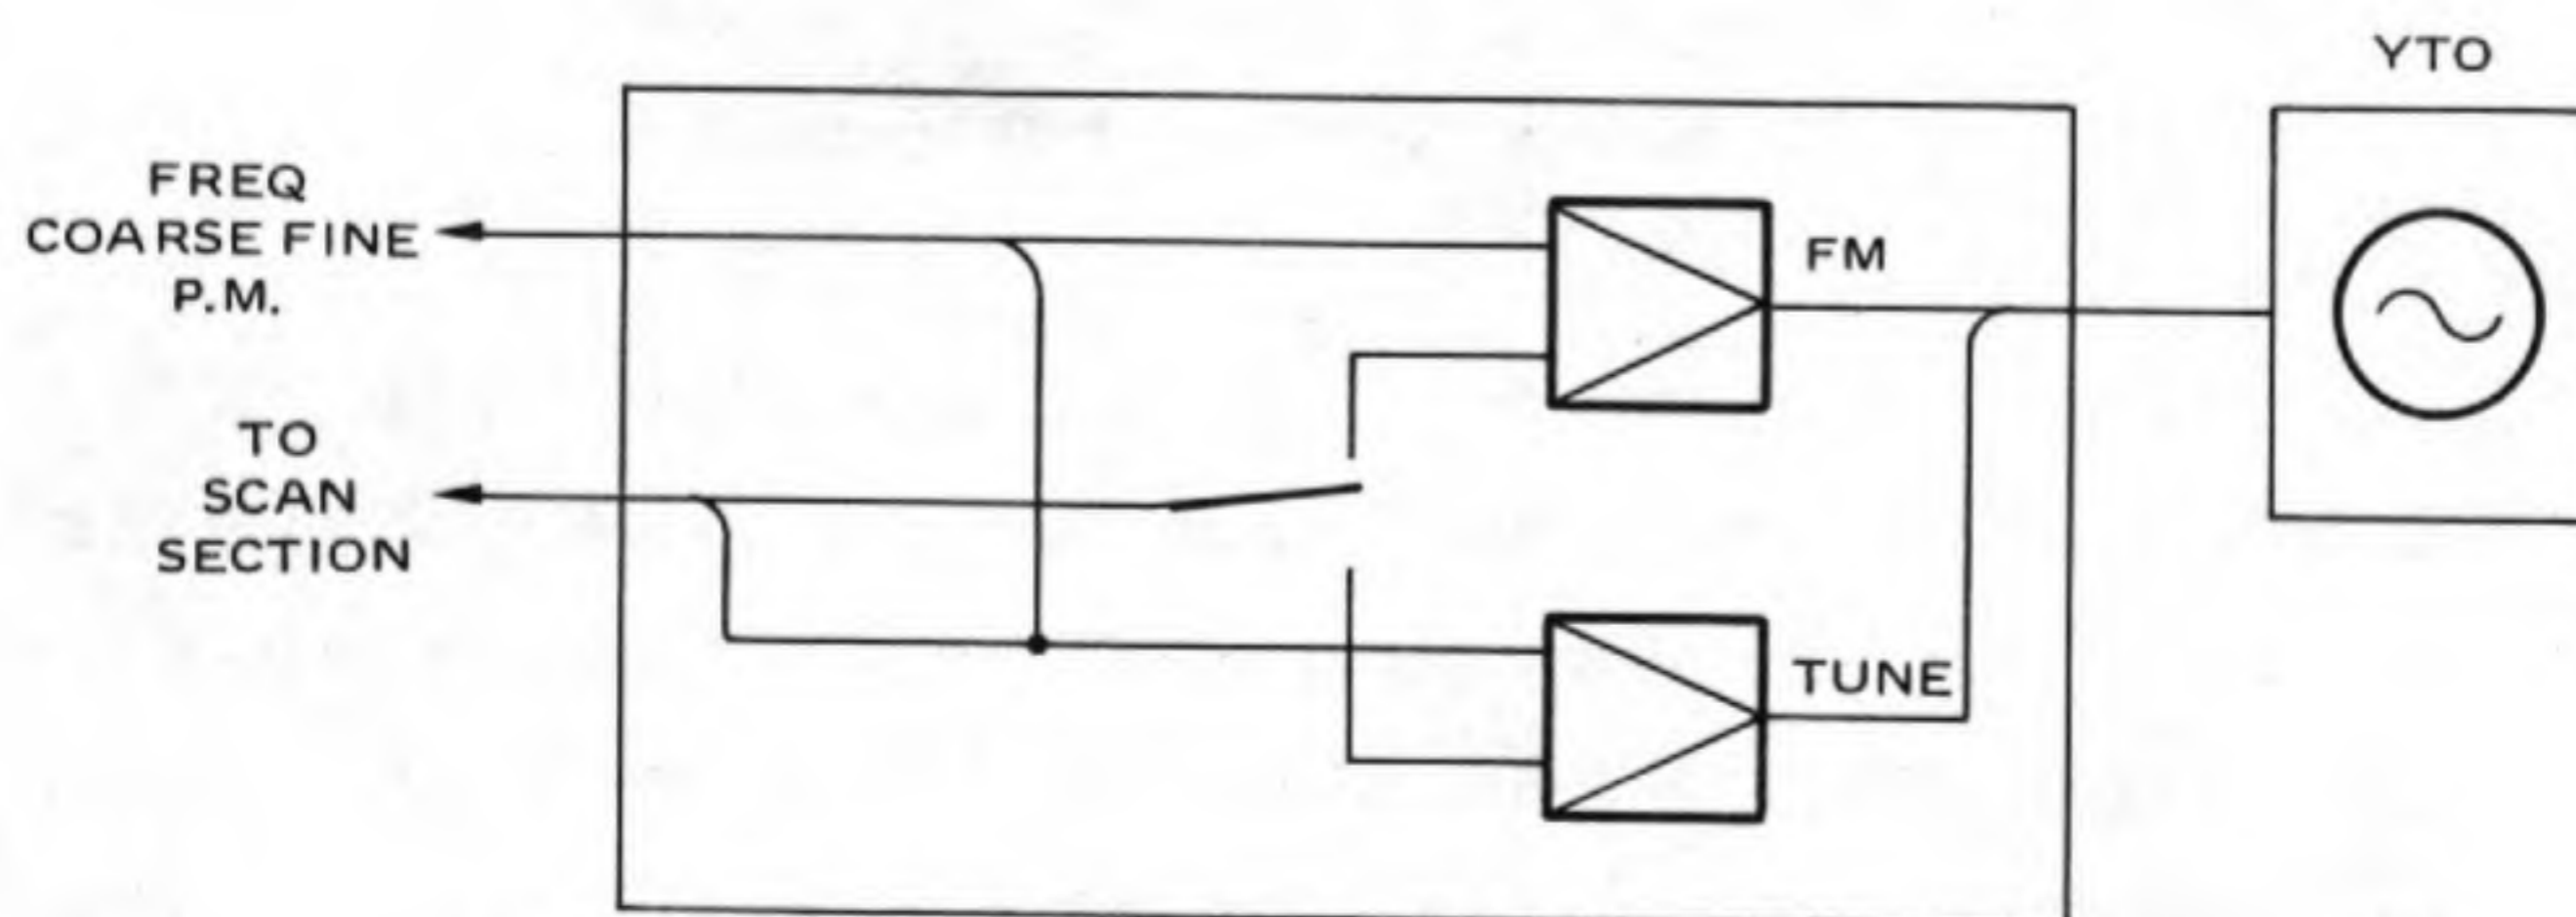 YTO
FREQ
COARSE FINE
P.M.
FM
TO
SCAN
SECTION
TUNE